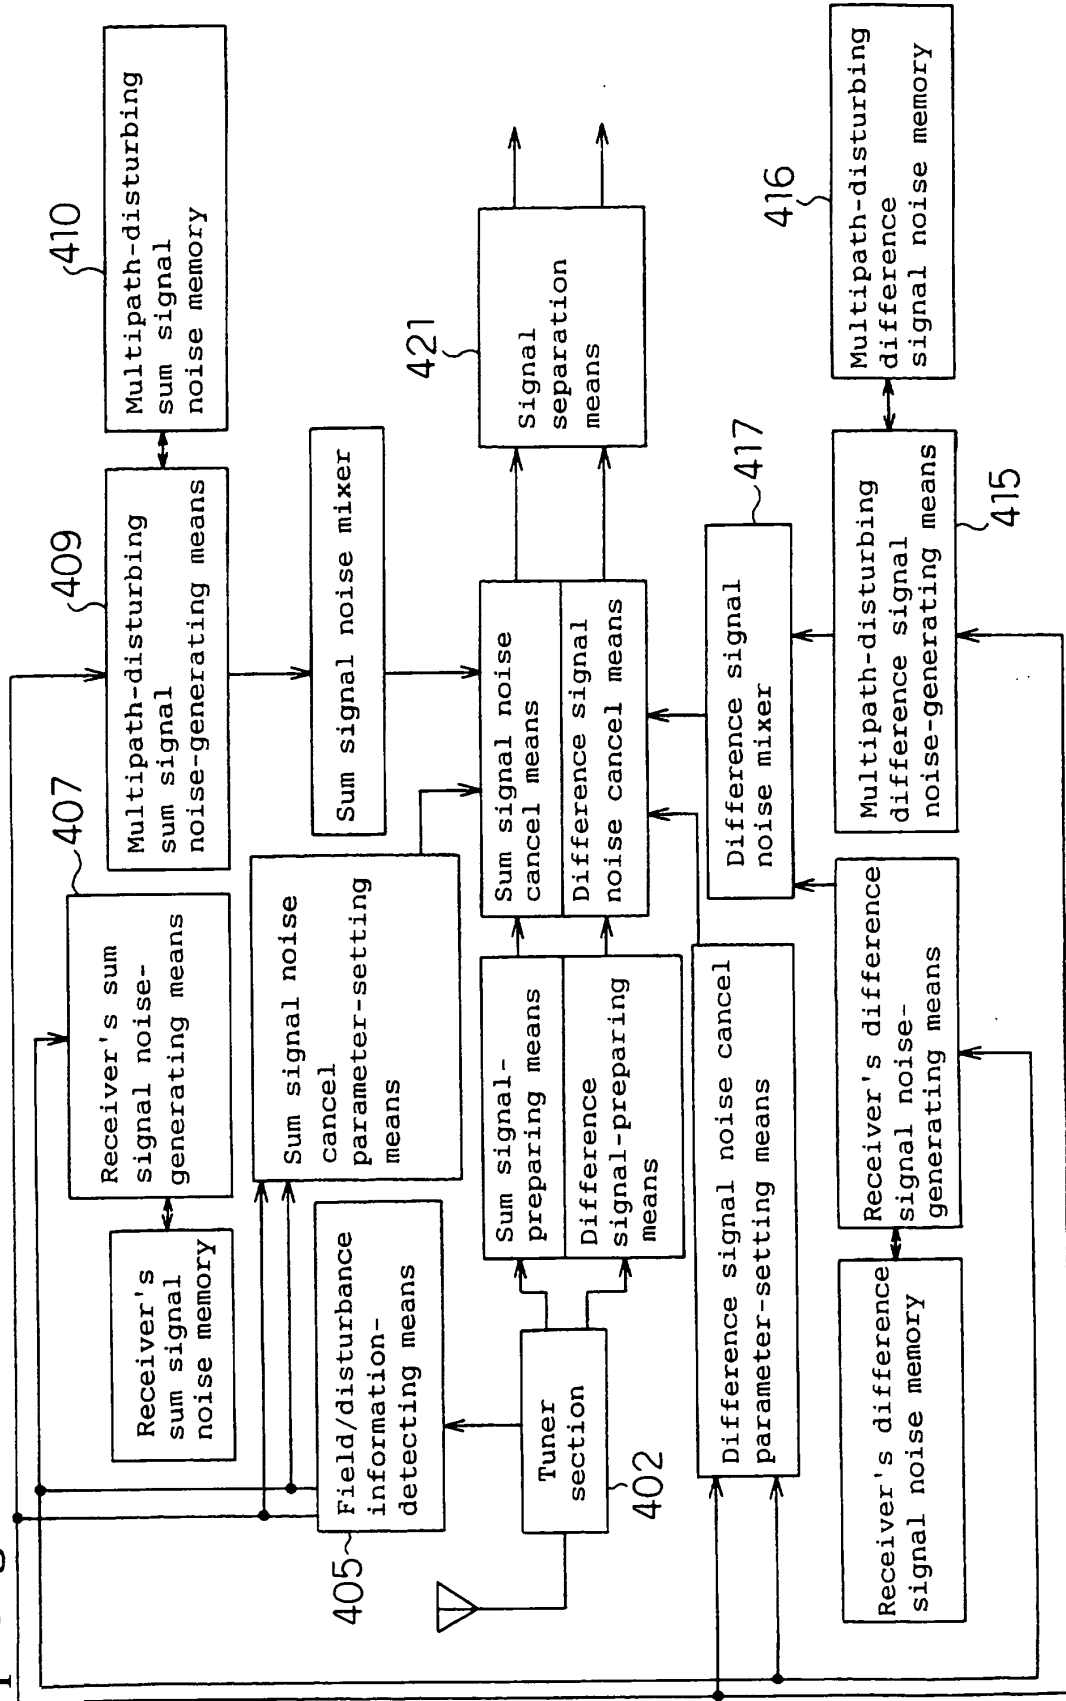 410
Multipath-disturbing
sum signal
noise memory
409
Multipath-disturbing
sum signal
noise-generating means
407
Receiver's sum
signal noise-
generating means
Receiver's
sum signal
noise memory
Sum signal noise mixer
Sum signal noise
cancel
parameter-setting
means
405
Field/disturbance
information-
detecting means
402
Tuner
section
Sum signal-
preparing means
Difference
signal-preparing
means
Sum signal noise
cancel means
Difference signal
noise cancel means
421
Signal
separation
means
Difference signal noise cancel
parameter-setting means
417
Difference signal
noise mixer
Receiver's difference
signal noise memory
Receiver's difference
signal noise-
generating means
415
Multipath-disturbing
difference signal
noise-generating means
416
Multipath-disturbing
difference
signal noise memory